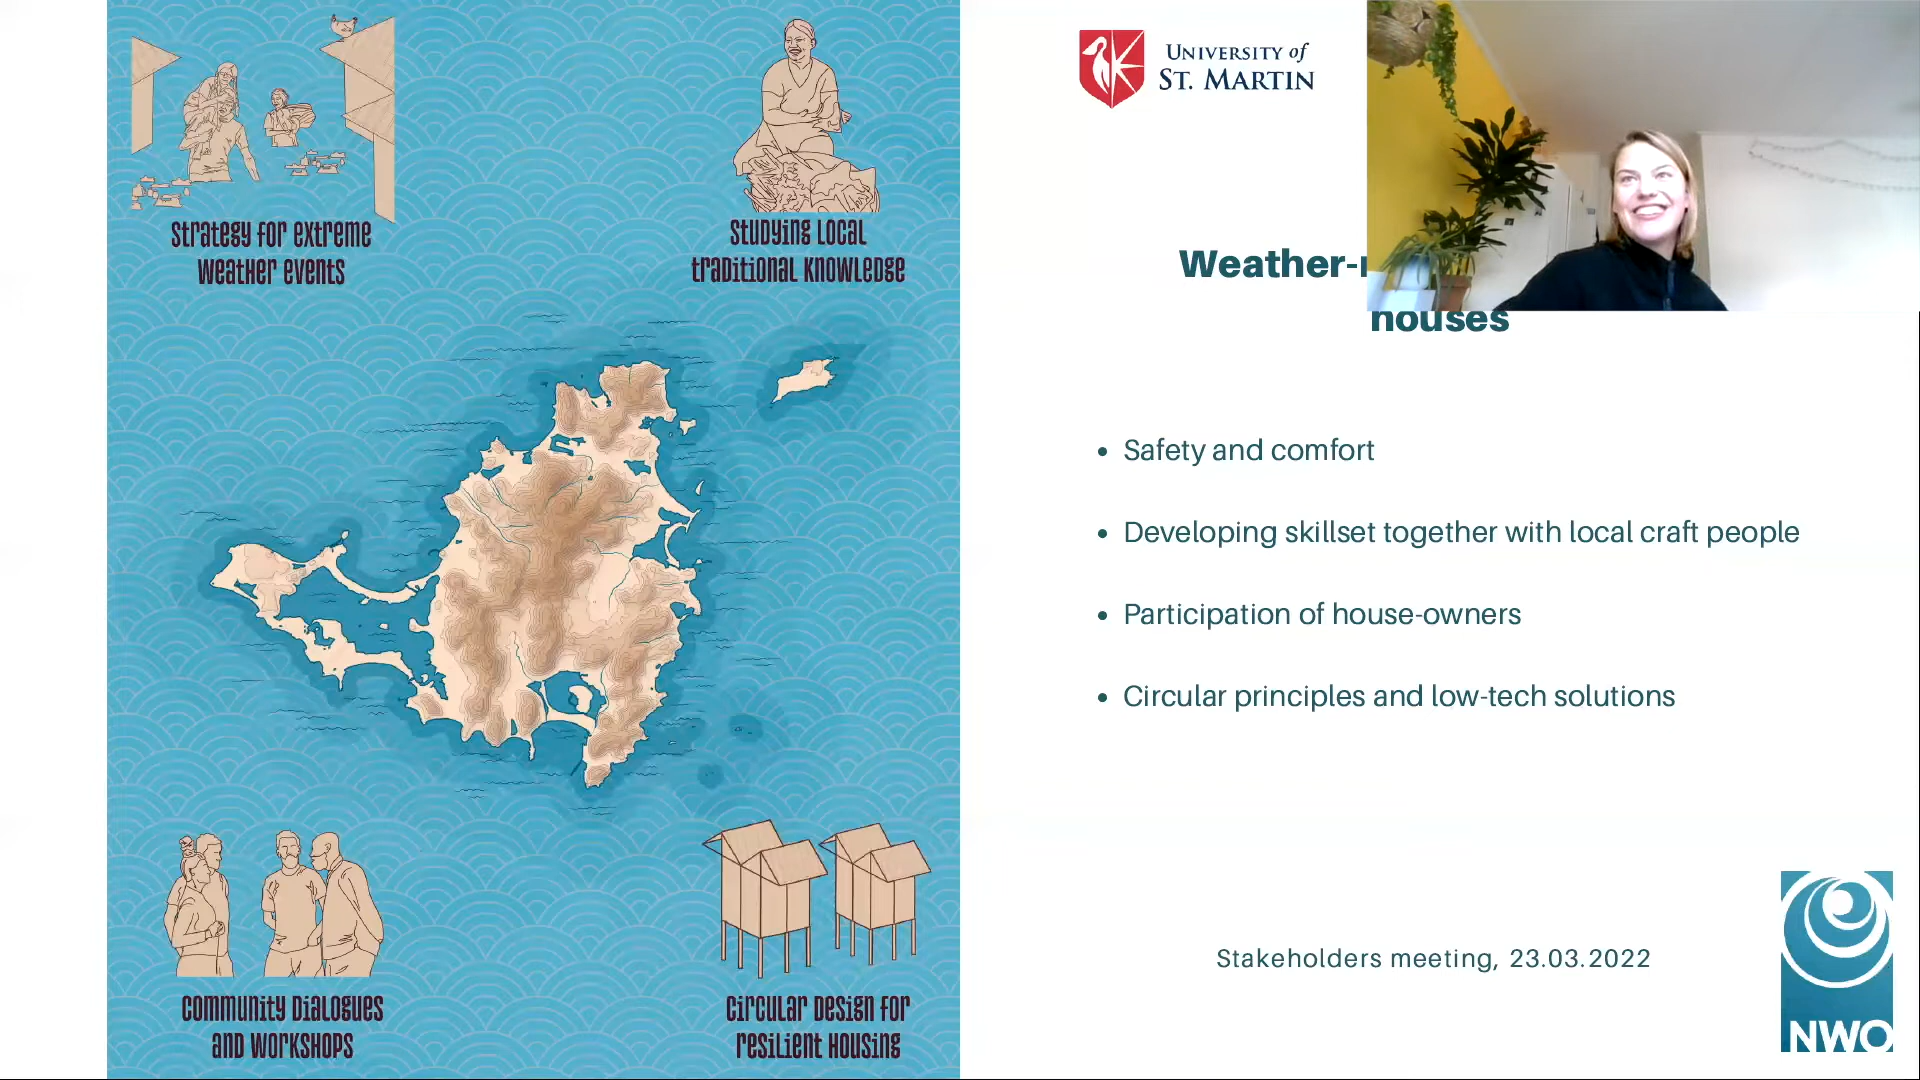 Strategy for extreme
weather events
Studying local
traditional knowledge
Community dialogues
and workshops
Circular design for
resilient housing
University of
St. Martin
houses
• Safety and comfort
• Developing skillset together with local craft people
• Participation of house-owners
• Circular principles and low-tech solutions
Stakeholders meeting, 23.03.2022
NWO